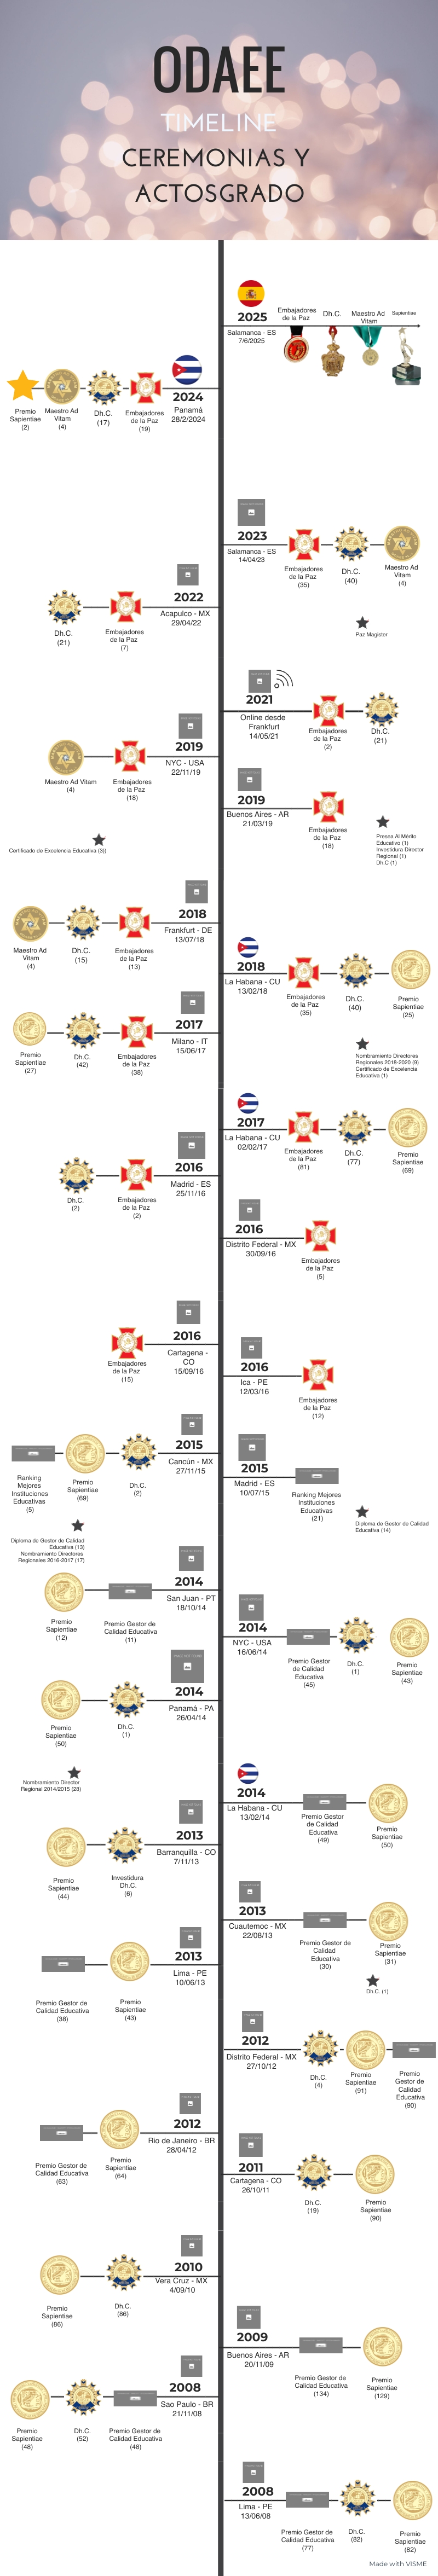 ODAEE
TIMELINE
CEREMONIAS Y
ACTOSGRADO
2025
Salamanca - ES
7/6/2025
Embajadores
de la Paz
Dh.C.
Maestro Ad
Vitam
Sapientiae
2024
Panamá
28/2/2024
Premio
Sapientiae
(2)
Maestro Ad
Vitam
(4)
Dh.C.
(17)
Embajadores
de la Paz
(19)
2023
Salamanca - ES
14/04/23
Embajadores
de la Paz
(35)
Dh.C.
(40)
Maestro Ad
Vitam
(4)
Paz Magister
2022
Acapulco - MX
29/04/22
Dh.C.
(21)
Embajadores
de la Paz
(7)
2021
Online desde
Frankfurt
14/05/21
Embajadores
de la Paz
(2)
Dh.C.
(21)
2019
NYC - USA
22/11/19
Maestro Ad Vitam
(4)
Embajadores
de la Paz
(18)
Certificado de Excelencia Educativa (3))
2019
Buenos Aires - AR
21/03/19
Embajadores
de la Paz
(18)
Presea Al Mérito
Educativo (1)
Investidura Director
Regional (1)
Dh.C (1)
2018
Frankfurt - DE
13/07/18
Maestro Ad
Vitam
(4)
Dh.C.
(15)
Embajadores
de la Paz
(13)
2018
La Habana - CU
13/02/18
Embajadores
de la Paz
(35)
Dh.C.
(40)
Premio
Sapientiae
(25)
Nombramiento Directores
Regionales 2018-2020 (9)
Certificado de Excelencia
Educativa (1)
2017
Milano - IT
15/06/17
Premio
Sapientiae
(27)
Dh.C.
(42)
Embajadores
de la Paz
(38)
2017
La Habana - CU
02/02/17
Embajadores
de la Paz
(81)
Dh.C.
(77)
Premio
Sapientiae
(69)
2016
Madrid - ES
25/11/16
Dh.C.
(2)
Embajadores
de la Paz
(2)
2016
Distrito Federal - MX
30/09/16
Embajadores
de la Paz
(5)
2016
Cartagena -
CO
15/09/16
Embajadores
de la Paz
(15)
2016
Ica - PE
12/03/16
Embajadores
de la Paz
(12)
2015
Cancún - MX
27/11/15
Ranking
Mejores
Instituciones
Educativas
(5)
Premio
Sapientiae
(69)
Dh.C.
(2)
Diploma de Gestor de Calidad
Educativa (13)
Nombramiento Directores
Regionales 2016-2017 (17)
2015
Madrid - ES
10/07/15
Ranking Mejores
Instituciones
Educativas
(21)
Diploma de Gestor de Calidad
Educativa (14)
2014
San Juan - PT
18/10/14
Premio
Sapientiae
(12)
Premio Gestor de
Calidad Educativa
(11)
2014
NYC - USA
16/06/14
Premio Gestor
de Calidad
Educativa
(45)
Dh.C.
(1)
Premio
Sapientiae
(43)
2014
Panamá - PA
26/04/14
Premio
Sapientiae
(50)
Dh.C.
(1)
Nombramiento Director
Regional 2014/2015 (28)
2014
La Habana - CU
13/02/14
Premio Gestor
de Calidad
Educativa
(49)
Premio
Sapientiae
(50)
2013
Barranquilla - CO
7/11/13
Premio
Sapientiae
(44)
Investidura
Dh.C.
(6)
2013
Cuautemoc - MX
22/08/13
Premio Gestor de
Calidad
Educativa
(30)
Premio
Sapientiae
(31)
Dh.C. (1)
2013
Lima - PE
10/06/13
Premio Gestor de
Calidad Educativa
(38)
Premio
Sapientiae
(43)
2012
Distrito Federal - MX
27/10/12
Dh.C.
(4)
Premio
Sapientiae
(91)
Premio
Gestor de
Calidad
Educativa
(90)
2012
Rio de Janeiro - BR
28/04/12
Premio Gestor de
Calidad Educativa
(63)
Premio
Sapientiae
(64)
2011
Cartagena - CO
26/10/11
Dh.C.
(19)
Premio
Sapientiae
(90)
2010
Vera Cruz - MX
4/09/10
Premio
Sapientiae
(86)
Dh.C.
(86)
2009
Buenos Aires - AR
20/11/09
Premio Gestor de
Calidad Educativa
(134)
Premio
Sapientiae
(129)
2008
Sao Paulo - BR
21/11/08
Premio
Sapientiae
(48)
Dh.C.
(52)
Premio Gestor de
Calidad Educativa
(48)
2008
Lima - PE
13/06/08
Premio Gestor de
Calidad Educativa
(77)
Dh.C.
(82)
Premio
Sapientiae
(82)
Made with VISME